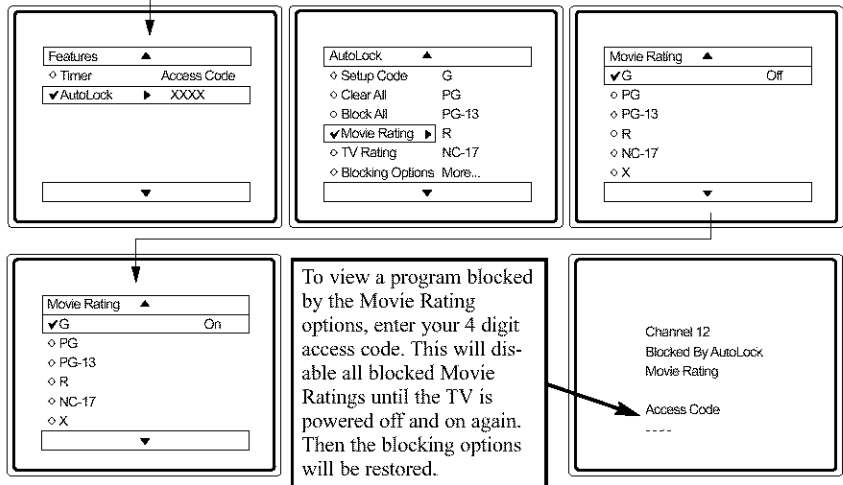 Features ▲
◇ Timer Access Code
✔AutoLock ▶ XXXX
▼
AutoLock ▲
◇ Setup Code G
◇ Clear All PG
○ Block All PG-13
✔Movie Rating ▶ R
○ TV Rating NC-17
◇ Blocking Options More...
▼
Movie Rating ▲
✔G Off
○ PG
◇ PG-13
○ R
◇ NC-17
◇ X
▼
Movie Rating ▲
✔G On
◇ PG
◇ PG-13
◇ R
◇ NC-17
◇ X
▼
To view a program blocked
by the Movie Rating
options, enter your 4 digit
access code. This will dis-
able all blocked Movie
Ratings until the TV is
powered off and on again.
Then the blocking options
will be restored.
Channel 12
Blocked By AutoLock
Movie Rating
Access Code
- - - -